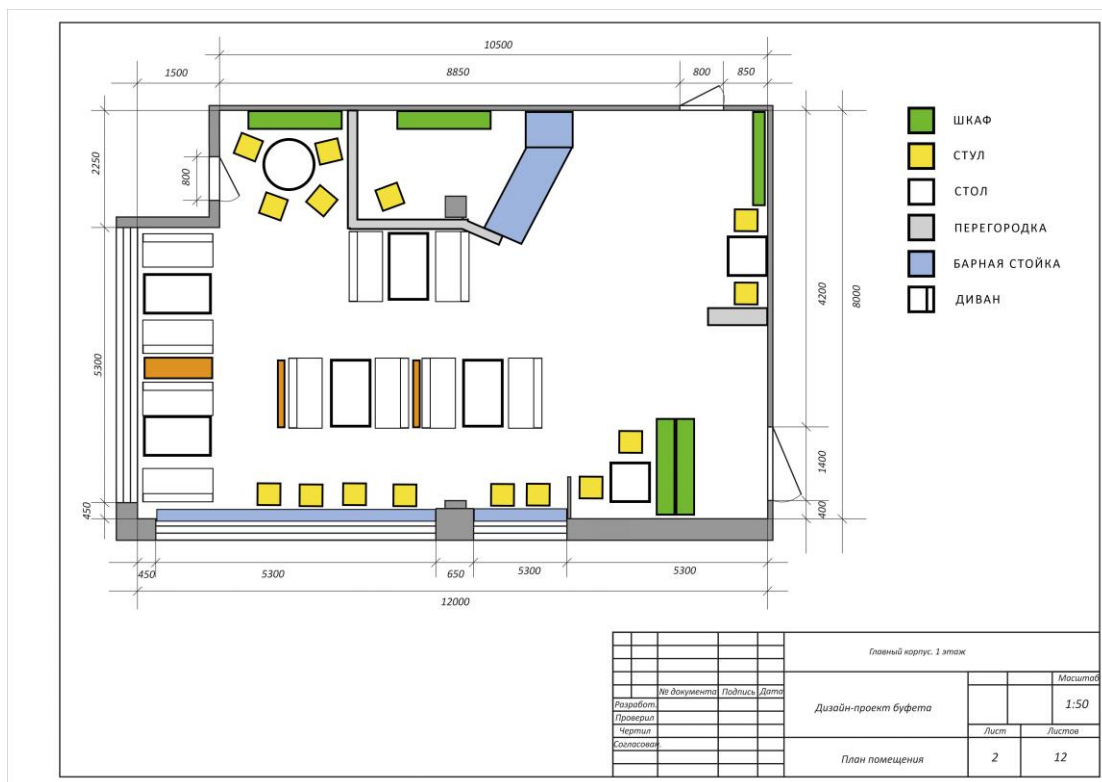 10500
1500
8850
800
850
2250
800
5300
450
4200
8000
1400
400
ШКАФ
СТУЛ
СТОЛ
ПЕРЕГОРОДКА
БАРНАЯ СТОЙКА
ДИВАН
450
5300
650
5300
5300
12000
Главный корпус. 1 этаж
№ документа Подпись Дата
Разработ.
Проверил
Чертил
Согласован.
Дизайн-проект буфета
Масштаб
1:50
Лист Листов
План помещения
2 12